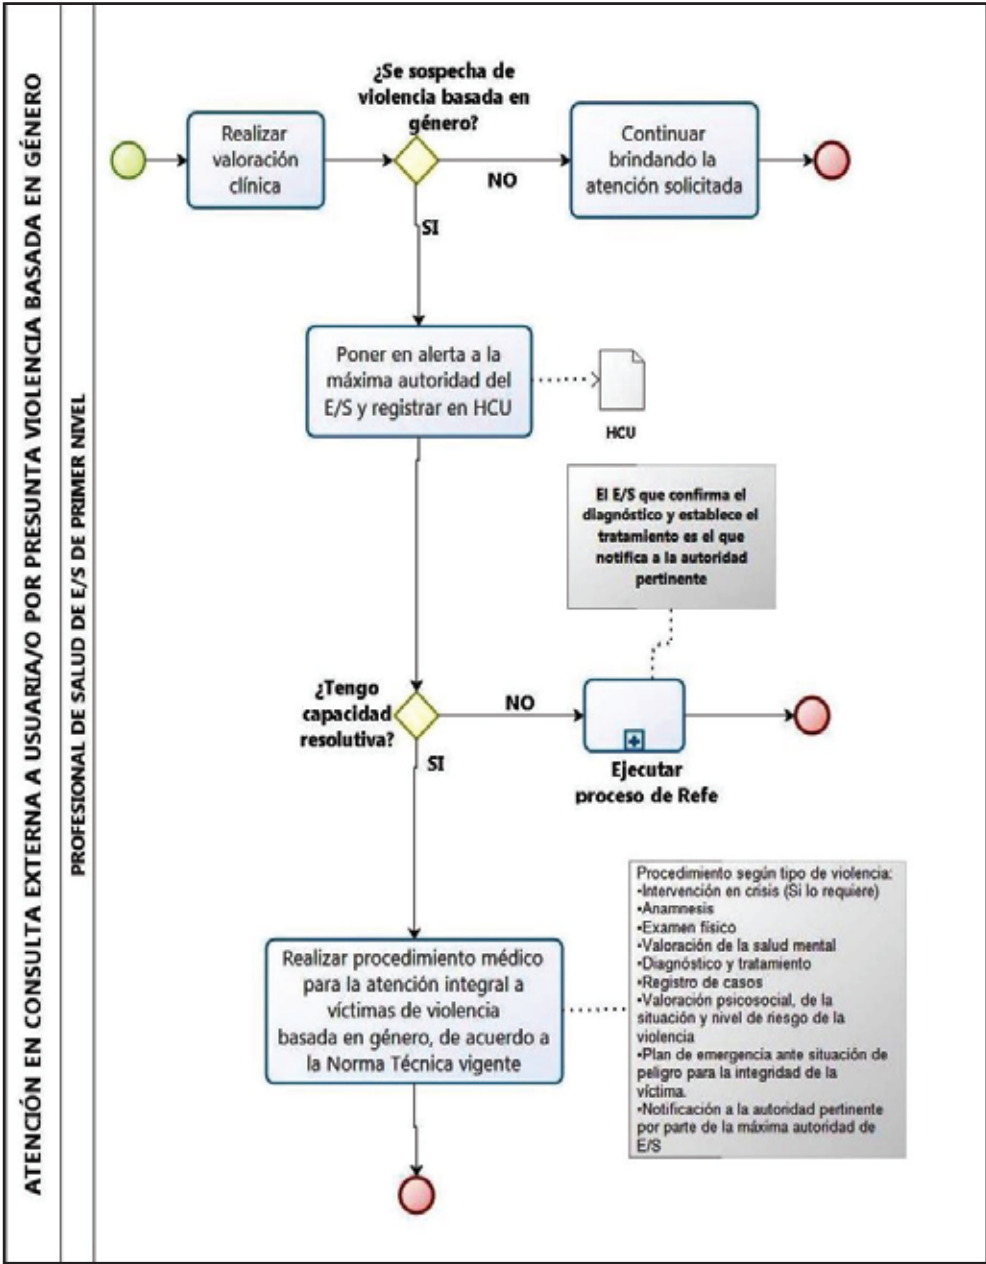 ATENCIÓN EN CONSULTA EXTERNA A USUARIA/O POR PRESUNTA VIOLENCIA BASADA EN GÉNERO
PROFESIONAL DE SALUD DE E/S DE PRIMER NIVEL
¿Se sospecha de
violencia basada en
género?
Realizar
valoración
clínica
NO
Continuar
brindando la
atención solicitada
SI
Poner en alerta a la
máxima autoridad del
E/S y registrar en HCU
HCU
El E/S que confirma el
diagnóstico y establece el
tratamiento es el que
notifica a la autoridad
pertinente
¿Tengo
capacidad
resolutiva?
NO
SI
Ejecutar
proceso de Refe
Realizar procedimiento médico
para la atención integral a
víctimas de violencia
basada en género, de acuerdo a
la Norma Técnica vigente
Procedimiento según tipo de violencia:
•Intervención en crisis (Si lo requiere)
•Anamnesis
•Examen físico
•Valoración de la salud mental
•Diagnóstico y tratamiento
•Registro de casos
•Valoración psicosocial, de la
situación y nivel de riesgo de la
violencia
•Plan de emergencia ante situación de
peligro para la integridad de la
víctima.
•Notificación a la autoridad pertinente
por parte de la máxima autoridad de
E/S